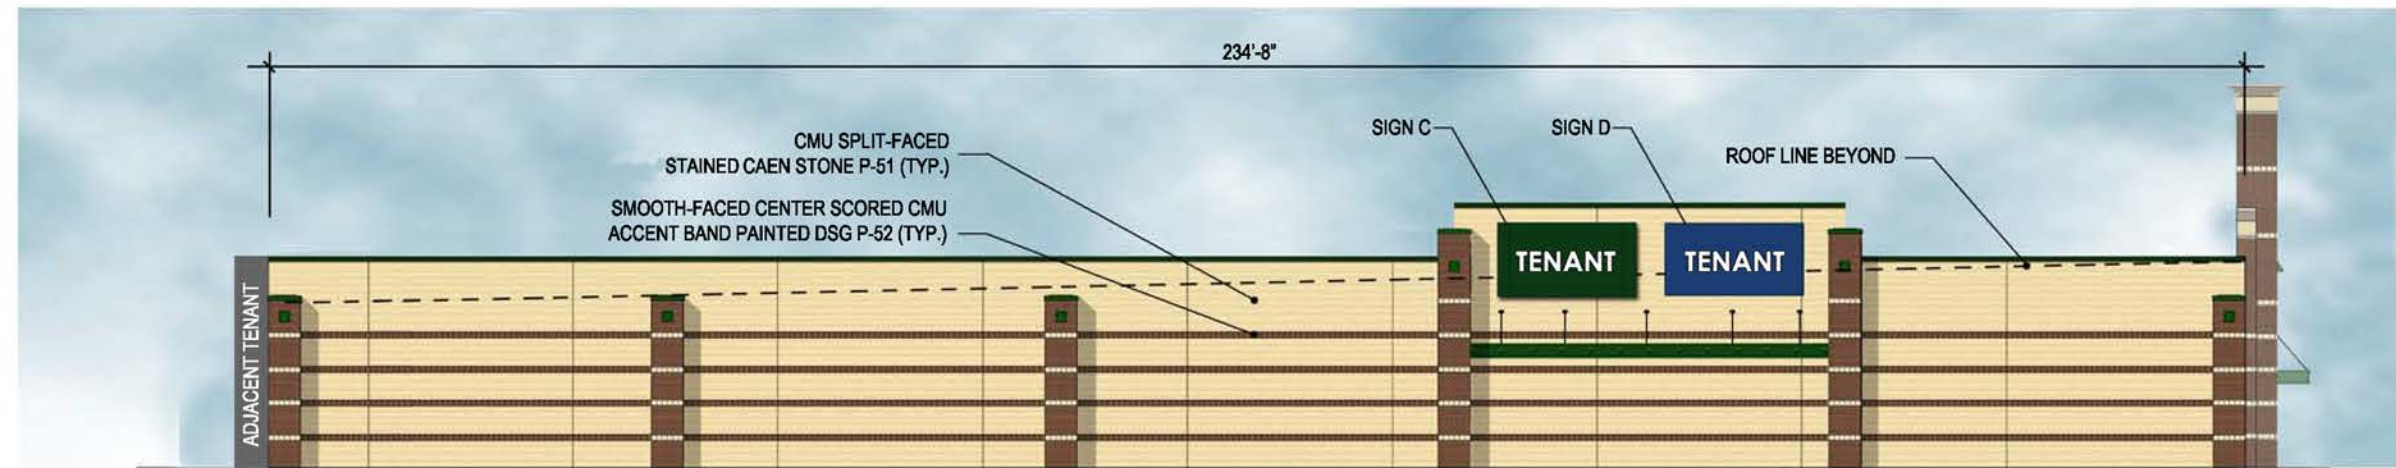 234'-8"
CMU SPLIT-FACED
STAINED CAEN STONE P-51 (TYP.)
SMOOTH-FACED CENTER SCORED CMU
ACCENT BAND PAINTED DSG P-52 (TYP.)
SIGN C
SIGN D
ROOF LINE BEYOND
TENANT
TENANT
ADJACENT TENANT